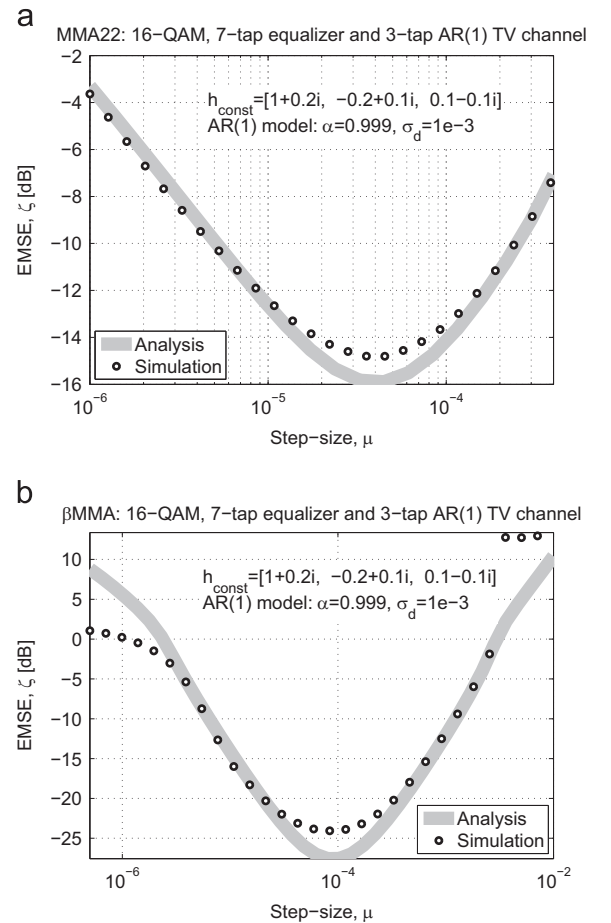 a
MMA22: 16−QAM, 7−tap equalizer and 3−tap AR(1) TV channel
−2
−4
−6
−8
−10
−12
−14
−16
EMSE, ζ [dB]
h_const=[1+0.2i, −0.2+0.1i, 0.1−0.1i]
AR(1) model: α=0.999, σ_d=1e−3
Analysis
Simulation
10^−6
10^−5
10^−4
Step−size, μ
b
βMMA: 16−QAM, 7−tap equalizer and 3−tap AR(1) TV channel
10
5
0
−5
−10
−15
−20
−25
EMSE, ζ [dB]
h_const=[1+0.2i, −0.2+0.1i, 0.1−0.1i]
AR(1) model: α=0.999, σ_d=1e−3
Analysis
Simulation
10^−6
10^−4
10^−2
Step−size, μ